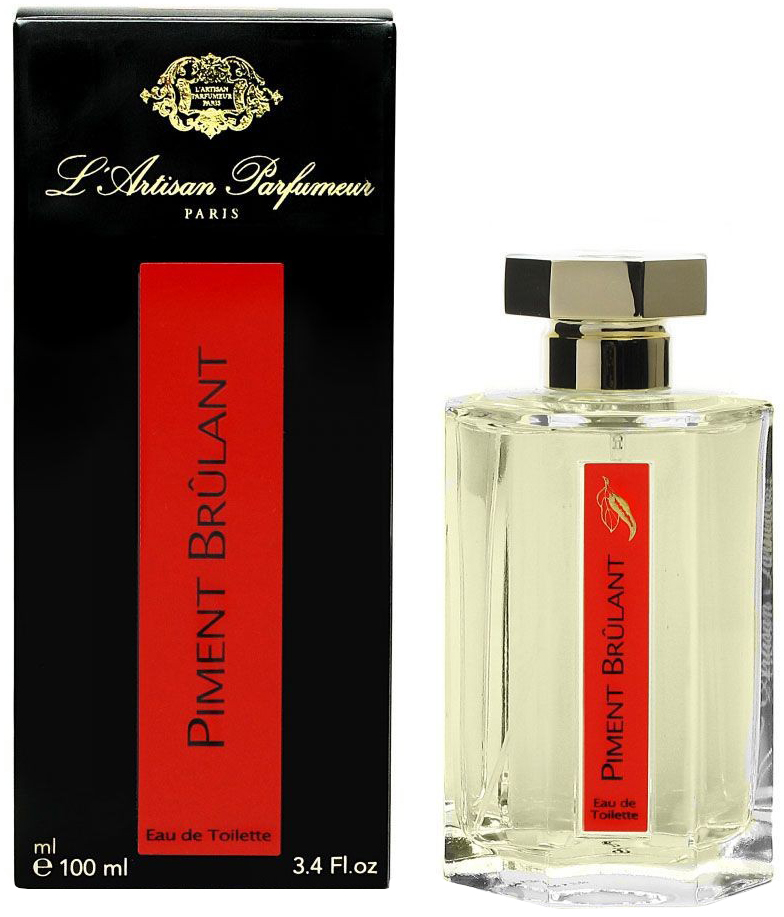 L'ARTISAN
PARFUMEUR
PARIS
L'Artisan Parfumeur
PARIS
PIMENT BRÛLANT
Eau de Toilette
ml
e 100 ml
3.4 Fl.oz
PIMENT BRÛLANT
Eau de
Toilette